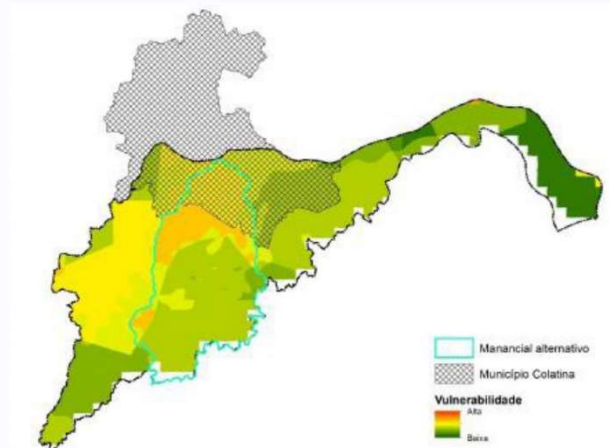 Manancial alternativo
Município Colatina
Vulnerabilidade
Alta
Baixa